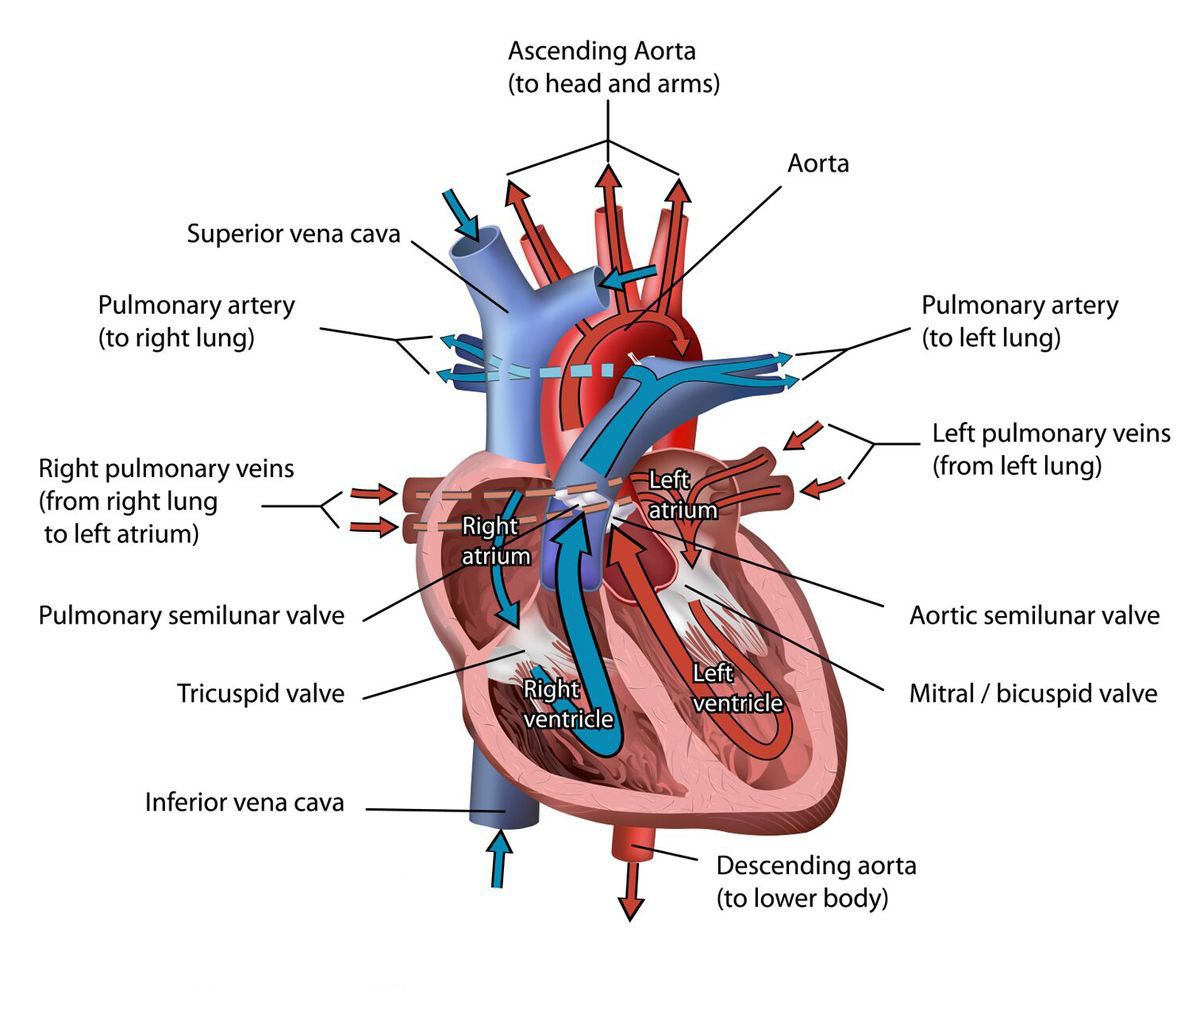 Ascending Aorta
(to head and arms)
Aorta
Superior vena cava
Pulmonary artery
(to right lung)
Pulmonary artery
(to left lung)
Left pulmonary veins
(from left lung)
Right pulmonary veins
(from right lung
to left atrium)
Left
atrium
Right
atrium
Pulmonary semilunar valve
Aortic semilunar valve
Tricuspid valve
Mitral / bicuspid valve
Right
ventricle
Left
ventricle
Inferior vena cava
Descending aorta
(to lower body)